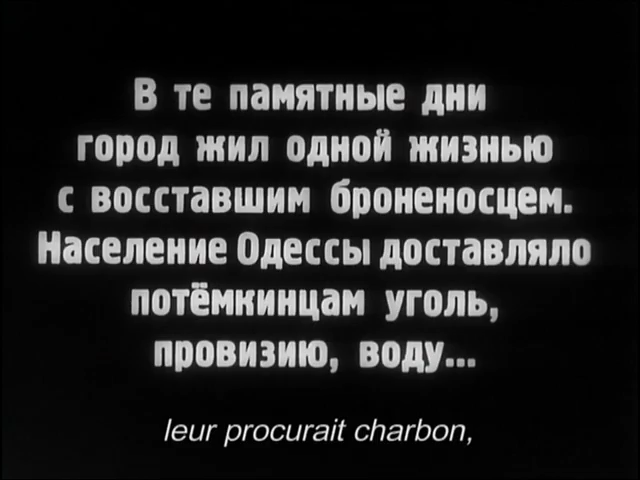 В те памятные дни
город жил одной жизнью
с восставшим броненосцем.
Население Одессы доставляло
потёмкинцам уголь,
провизию, воду...
leur procurait charbon,